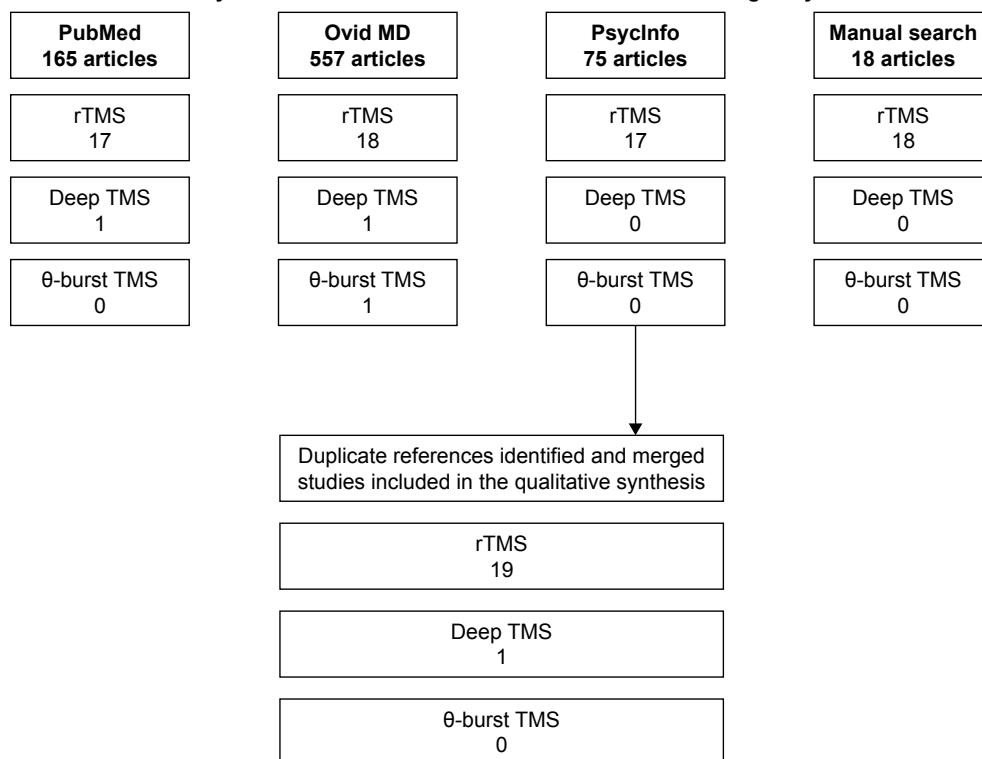 PubMed
165 articles
rTMS
17
Deep TMS
1
θ-burst TMS
0
Ovid MD
557 articles
rTMS
18
Deep TMS
1
θ-burst TMS
1
PsycInfo
75 articles
rTMS
17
Deep TMS
0
θ-burst TMS
0
Manual search
18 articles
rTMS
18
Deep TMS
0
θ-burst TMS
0
Duplicate references identified and merged
studies included in the qualitative synthesis
rTMS
19
Deep TMS
1
θ-burst TMS
0